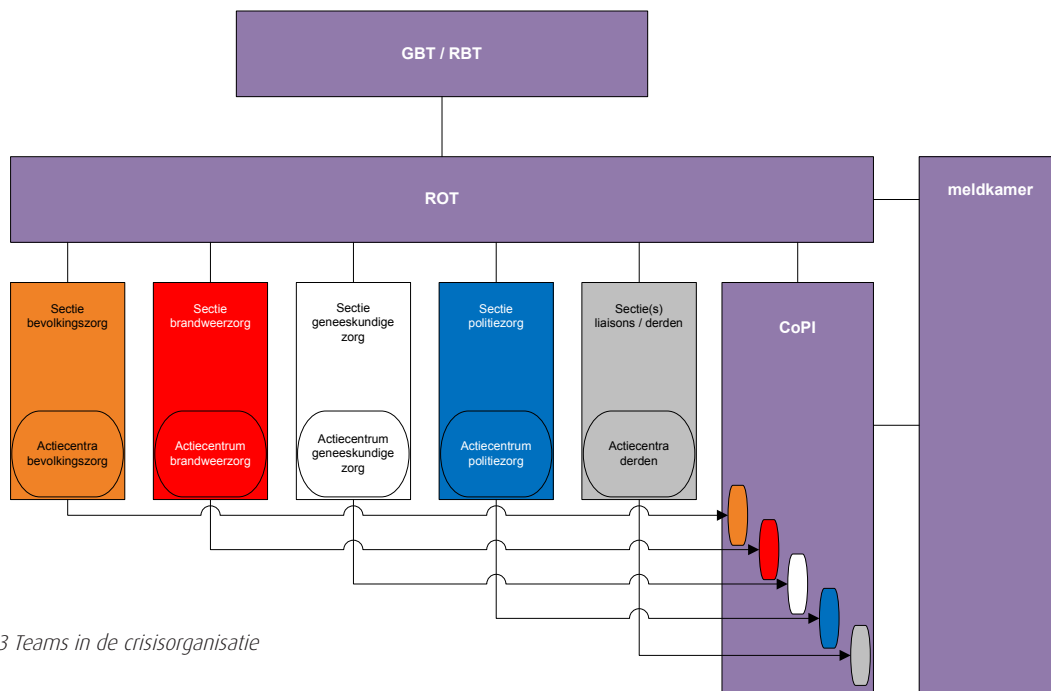 GBT / RBT
ROT
meldkamer
Sectie
bevolkingszorg
Sectie
brandweerzorg
Sectie
geneeskundige
zorg
Sectie
politiezorg
Sectie(s)
liaisons / derden
CoPI
Actiecentra
bevolkingszorg
Actiecentrum
brandweerzorg
Actiecentrum
geneeskundige
zorg
Actiecentrum
politiezorg
Actiecentra
derden
3 Teams in de crisisorganisatie